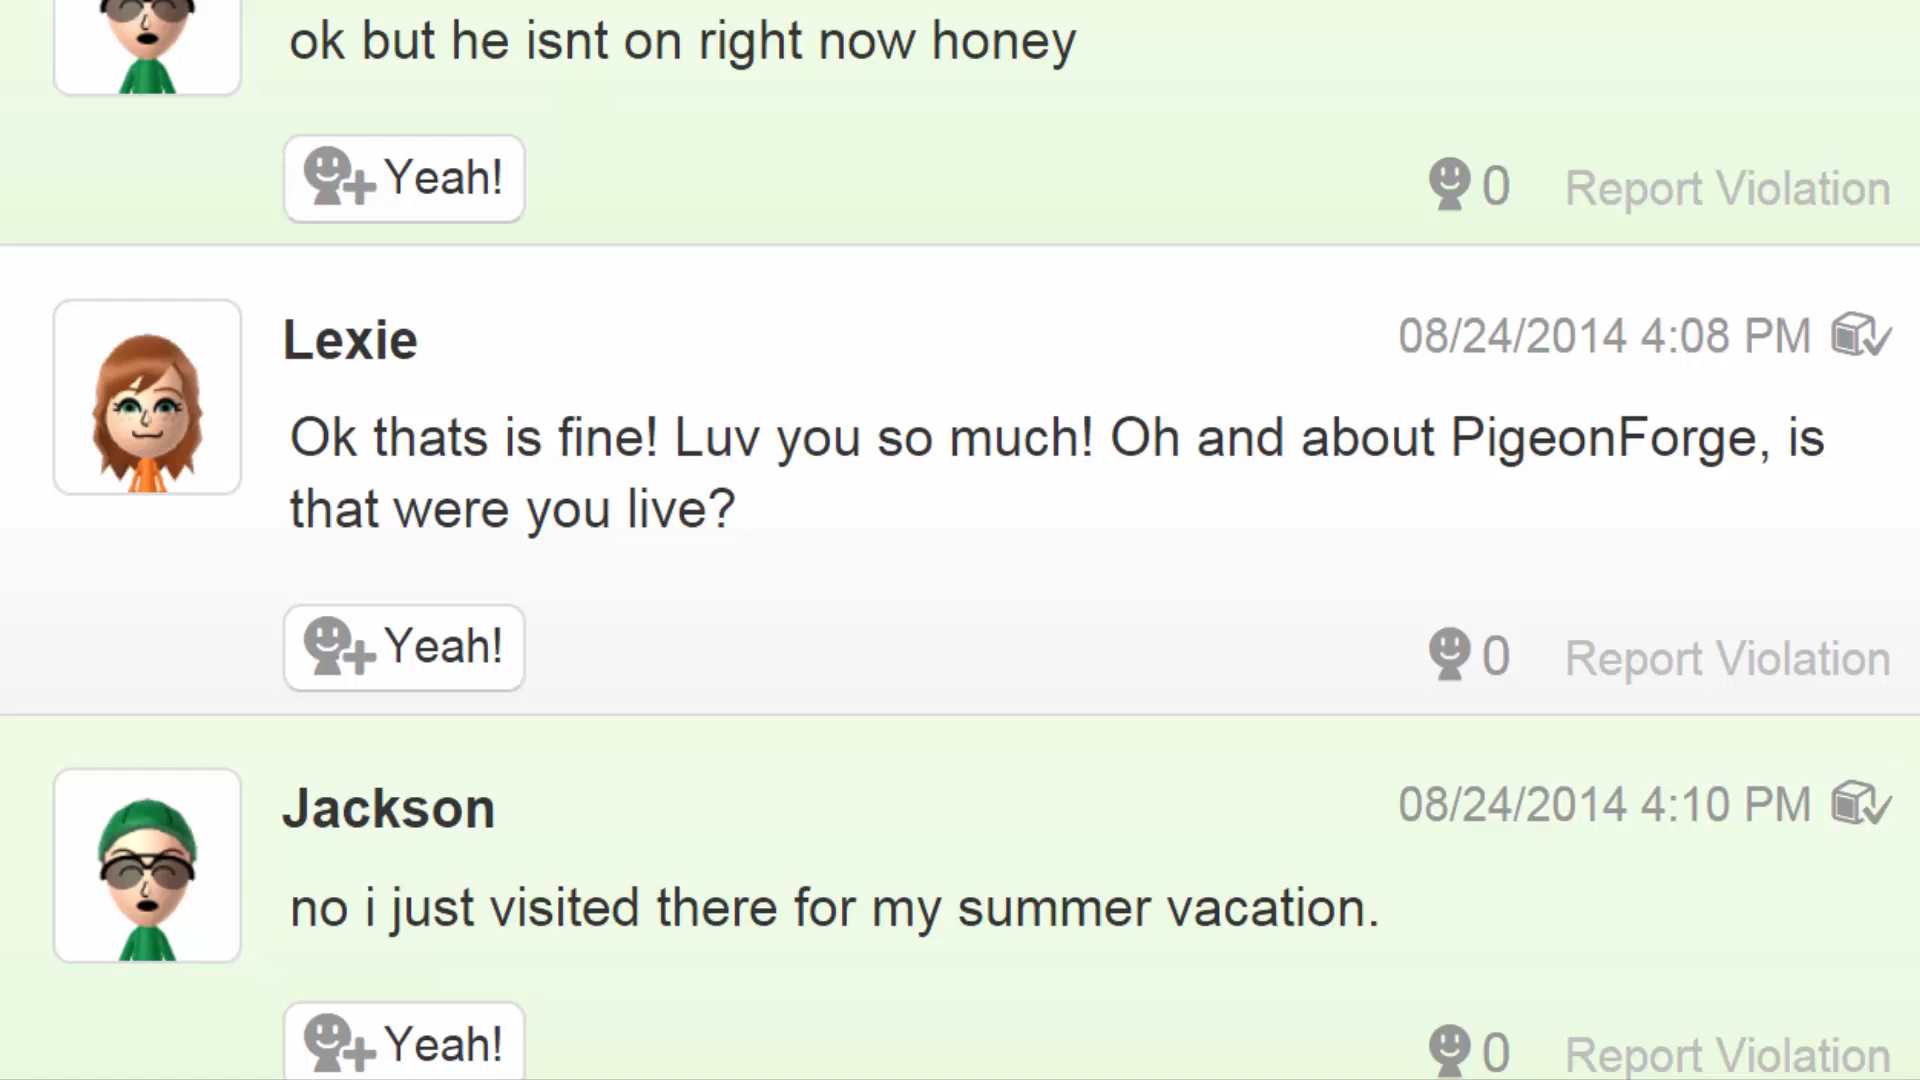 ok but he isnt on right now honey
Yeah!
0 Report Violation
Lexie
08/24/2014 4:08 PM
Ok thats is fine! Luv you so much! Oh and about PigeonForge, is
that were you live?
Yeah!
0 Report Violation
Jackson
08/24/2014 4:10 PM
no i just visited there for my summer vacation.
Yeah!
0 Report Violation